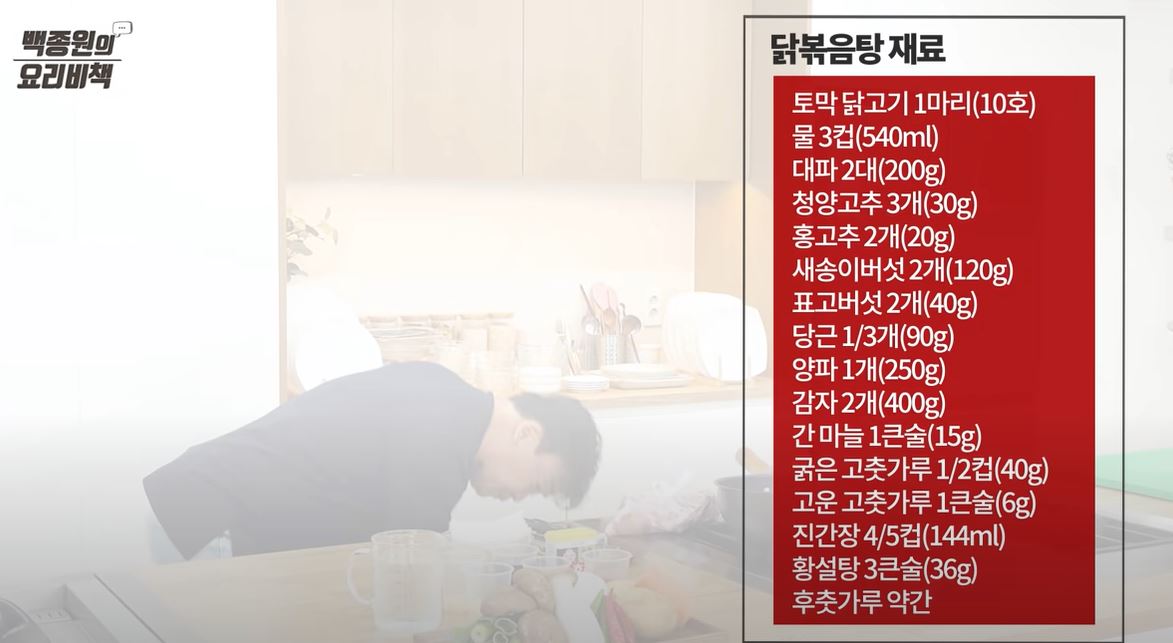 백종원의
요리비책
닭볶음탕 재료
토막 닭고기 1마리(10호)
물 3컵(540ml)
대파 2대(200g)
청양고추 3개(30g)
홍고추 2개(20g)
새송이버섯 2개(120g)
표고버섯 2개(40g)
당근 1/3개(90g)
양파 1개(250g)
감자 2개(400g)
간 마늘 1큰술(15g)
굵은 고춧가루 1/2컵(40g)
고운 고춧가루 1큰술(6g)
진간장 4/5컵(144ml)
황설탕 3큰술(36g)
후춧가루 약간